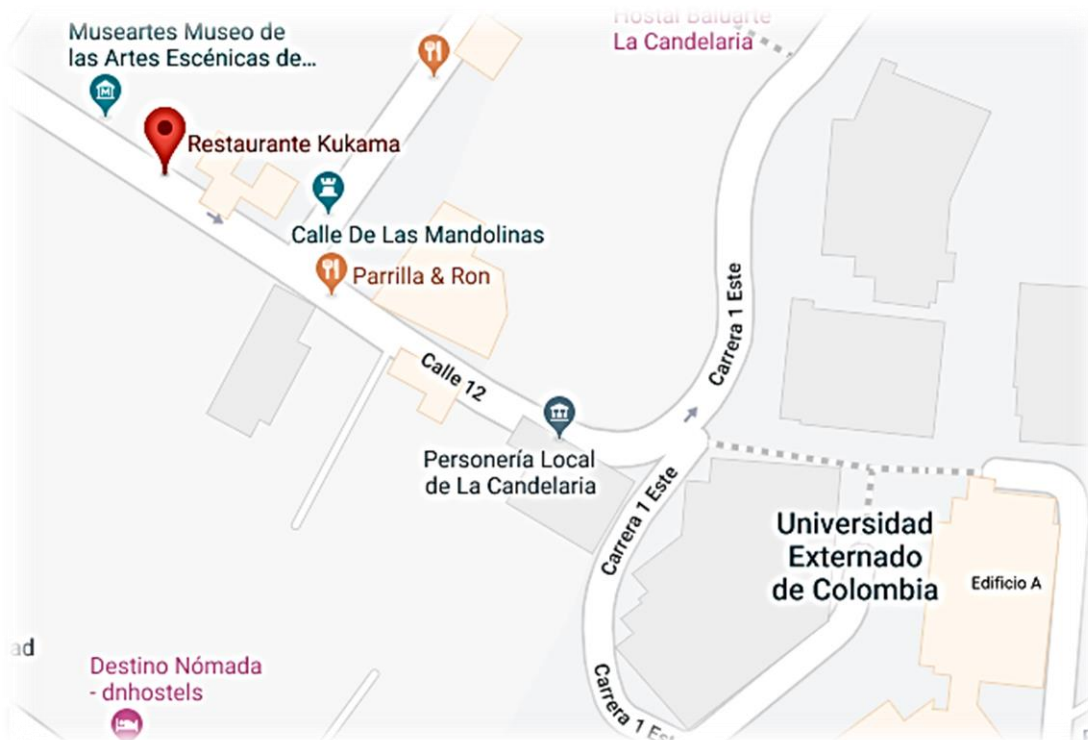 Museartes Museo de
las Artes Escénicas de...
Hostal Baluarte
La Candelaria
Restaurante Kukama
Calle De Las Mandolinas
Parrilla & Ron
Calle 12
Carrera 1 Este
Personería Local
de La Candelaria
Carrera 1 Este
Universidad
Externado
de Colombia
Edificio A
ad
Destino Nómada
- dnhostels
Carrera 1 Este